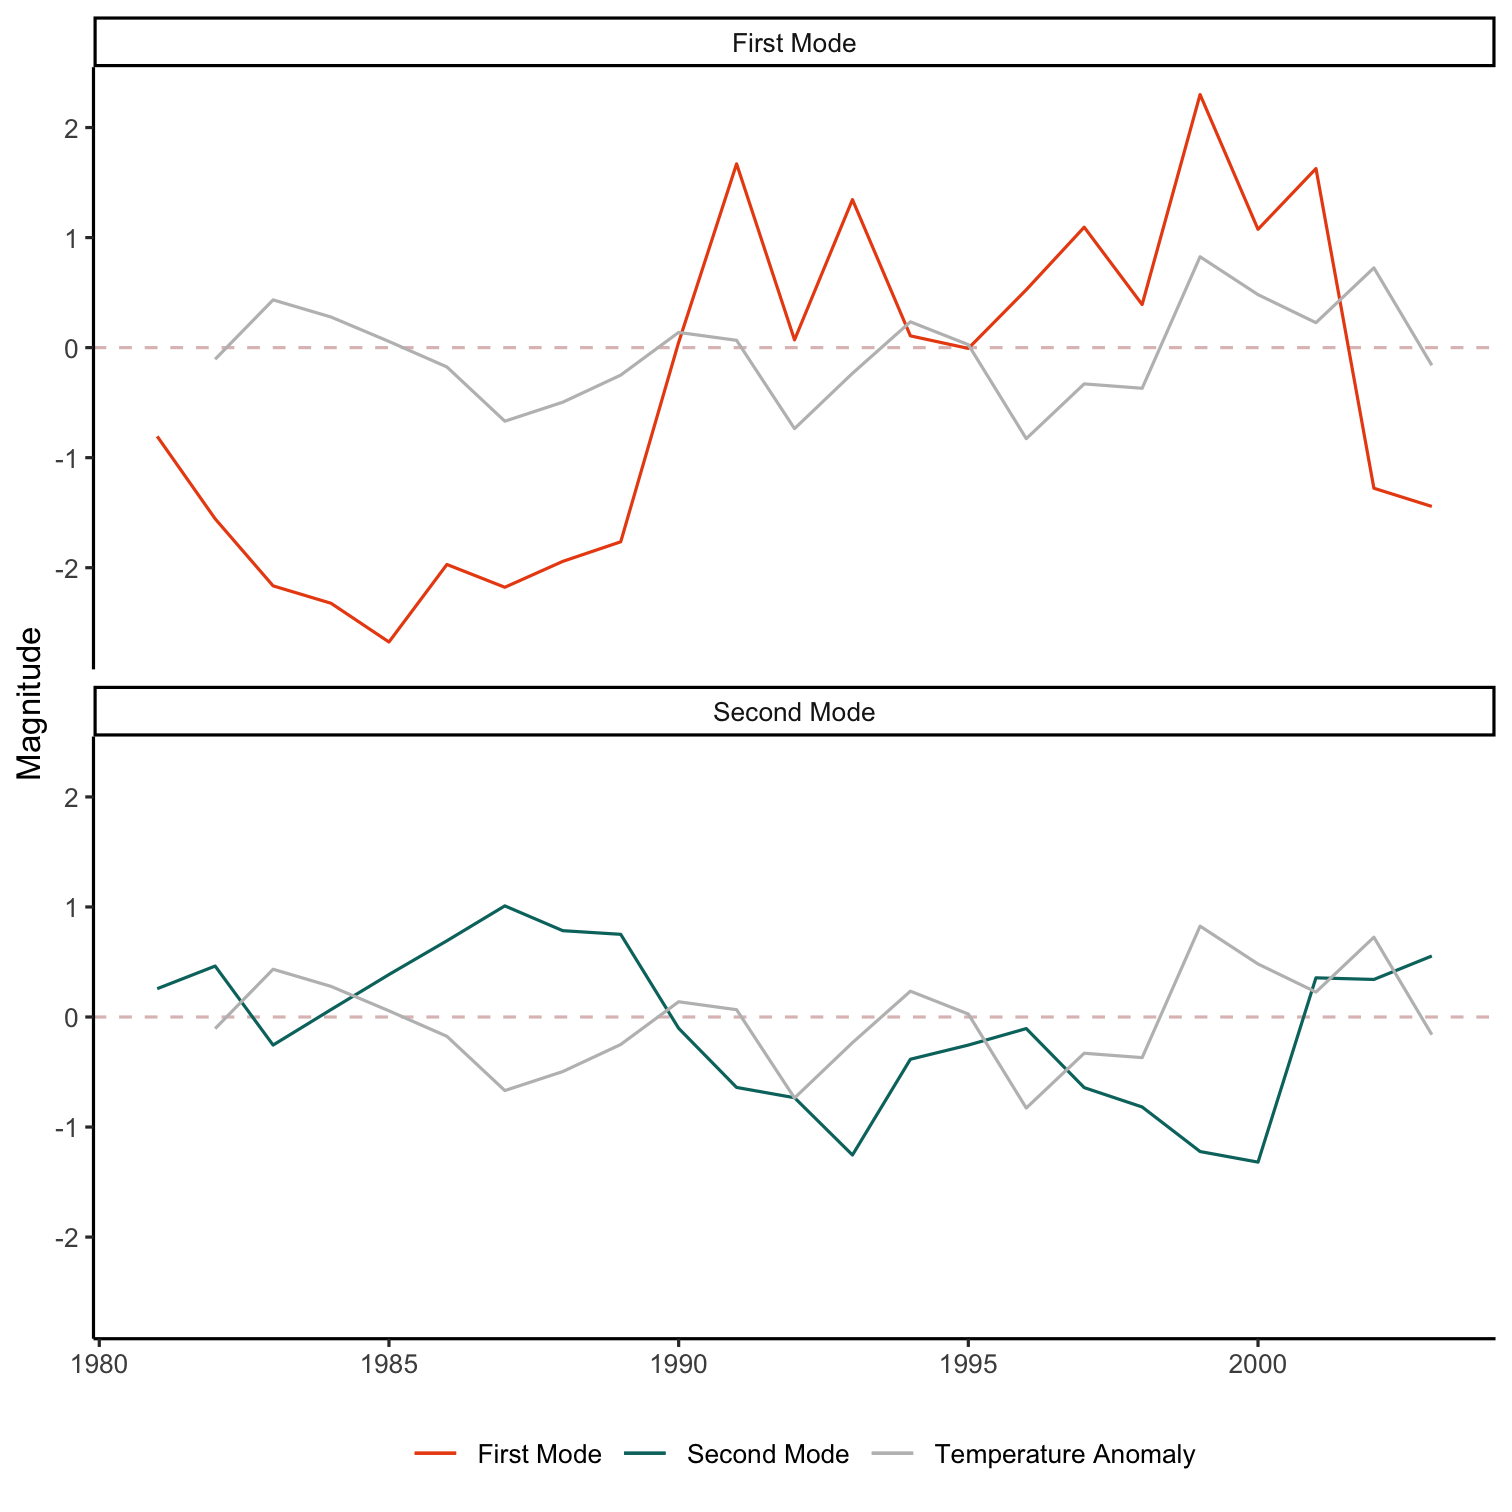 First Mode
2
1
0
-1
-2
Magnitude
Second Mode
2
1
0
-1
-2
1980 1985 1990 1995 2000
First Mode Second Mode Temperature Anomaly